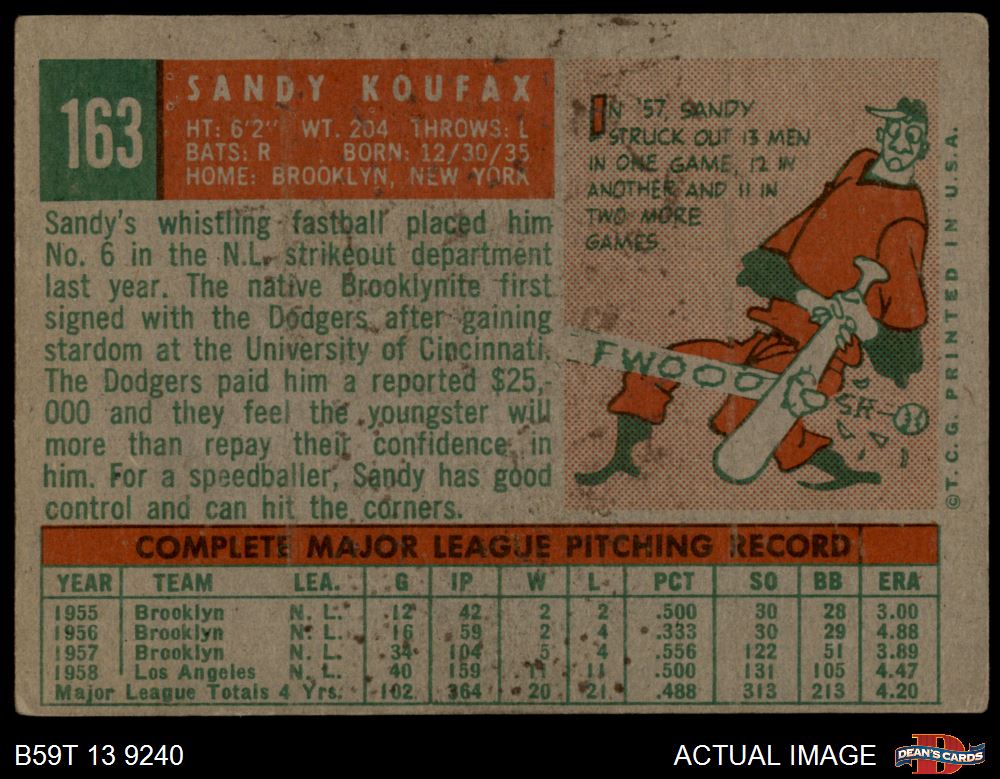 163
SANDY KOUFAX
HT: 6'2" WT. 204 THROWS: L
BATS: R BORN: 12/30/35
HOME: BROOKLYN, NEW YORK
Sandy's whistling fastball placed him
No. 6 in the N.L. strikeout department
last year. The native Brooklynite first
signed with the Dodgers after gaining
stardom at the University of Cincinnati.
The Dodgers paid him a reported $25,-
000 and they feel the youngster will
more than repay their confidence in
him. For a speedballer, Sandy has good
control and can hit the corners.
IN '57, SANDY
STRUCK OUT 13 MEN
IN ONE GAME, 12 IN
ANOTHER AND 11 IN
TWO MORE
GAMES
FWOOO
SH
©T.C.G. PRINTED IN U.S.A.
COMPLETE MAJOR LEAGUE PITCHING RECORD
YEAR TEAM LEA. G IP W L PCT SO BB ERA
1955 Brooklyn N. L. 12 42 2 2 .500 30 28 3.00
1956 Brooklyn N. L. 16 59 2 4 .333 30 29 4.88
1957 Brooklyn N. L. 34 104 5 4 .556 122 51 3.89
1958 Los Angeles N. L. 40 159 11 11 .500 131 105 4.47
Major League Totals 4 Yrs. 102 364 20 21 .488 313 213 4.20
B59T 13 9240
ACTUAL IMAGE
DEAN'S CARDS